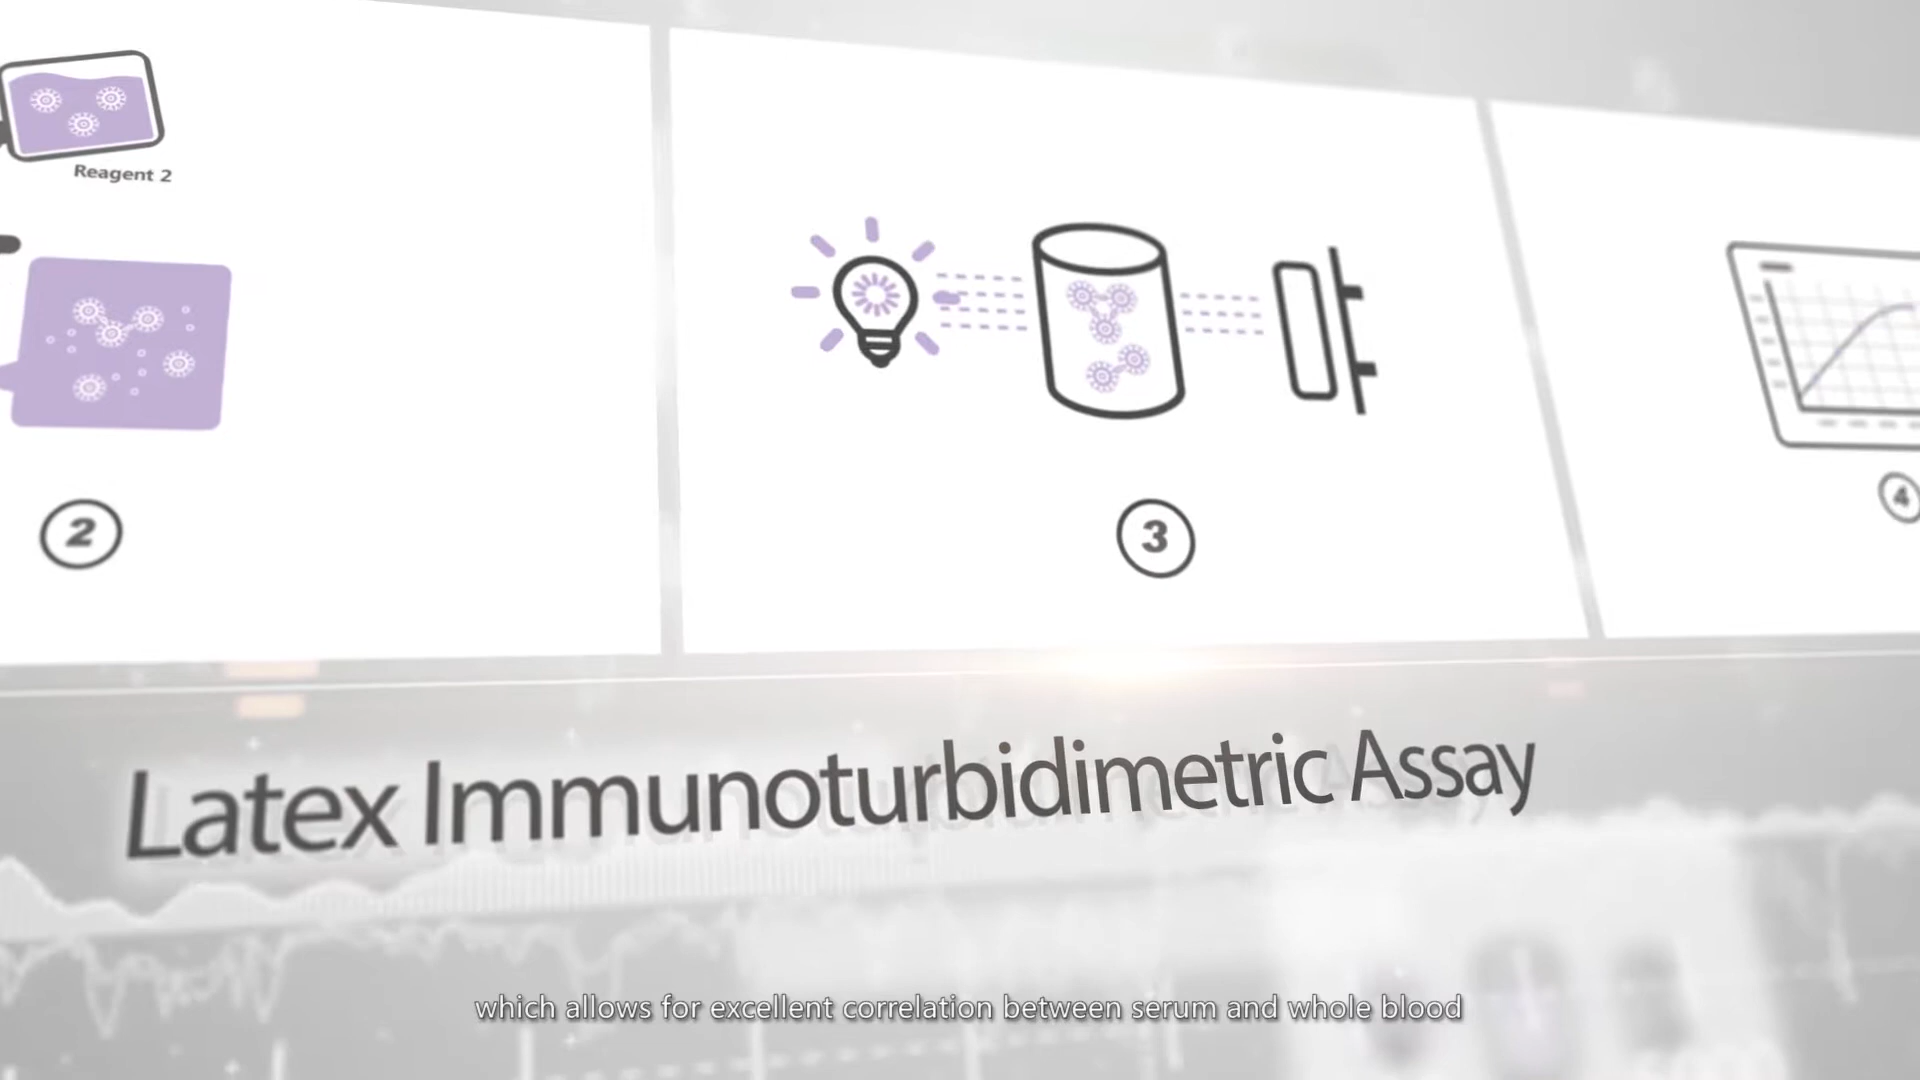 Reagent 2
2
3
4
Latex Immunoturbidimetric Assay
which allows for excellent correlation between serum and whole blood